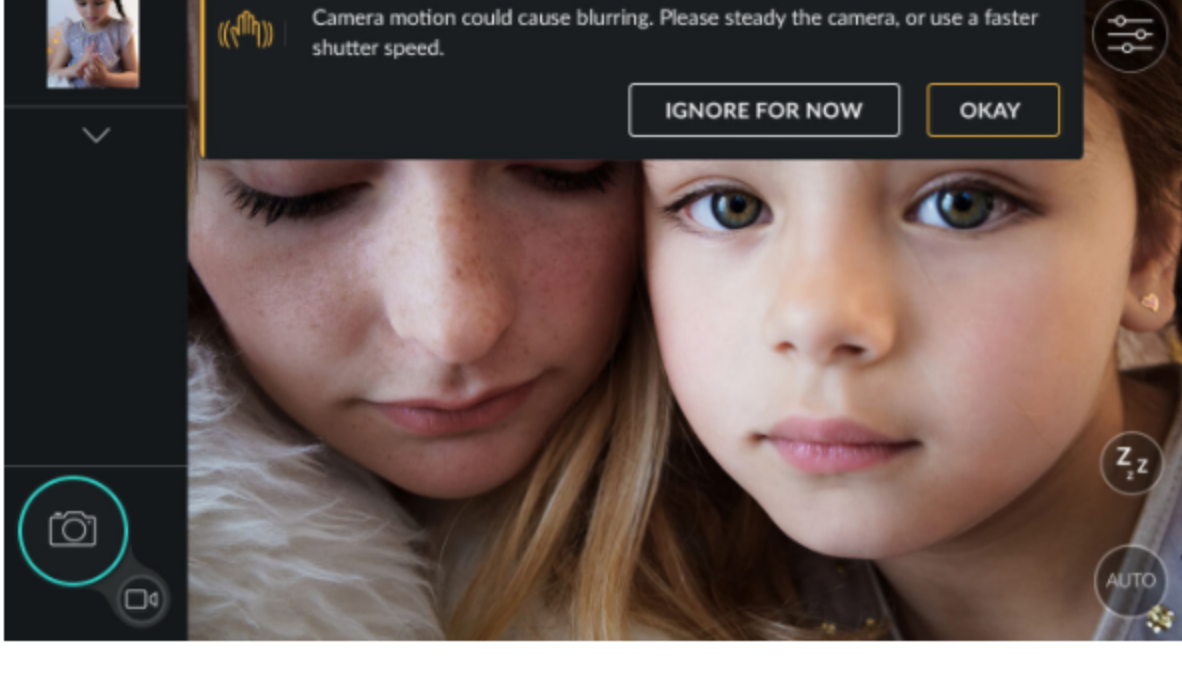 Camera motion could cause blurring. Please steady the camera, or use a faster
shutter speed.
IGNORE FOR NOW OKAY
Z z z
AUTO